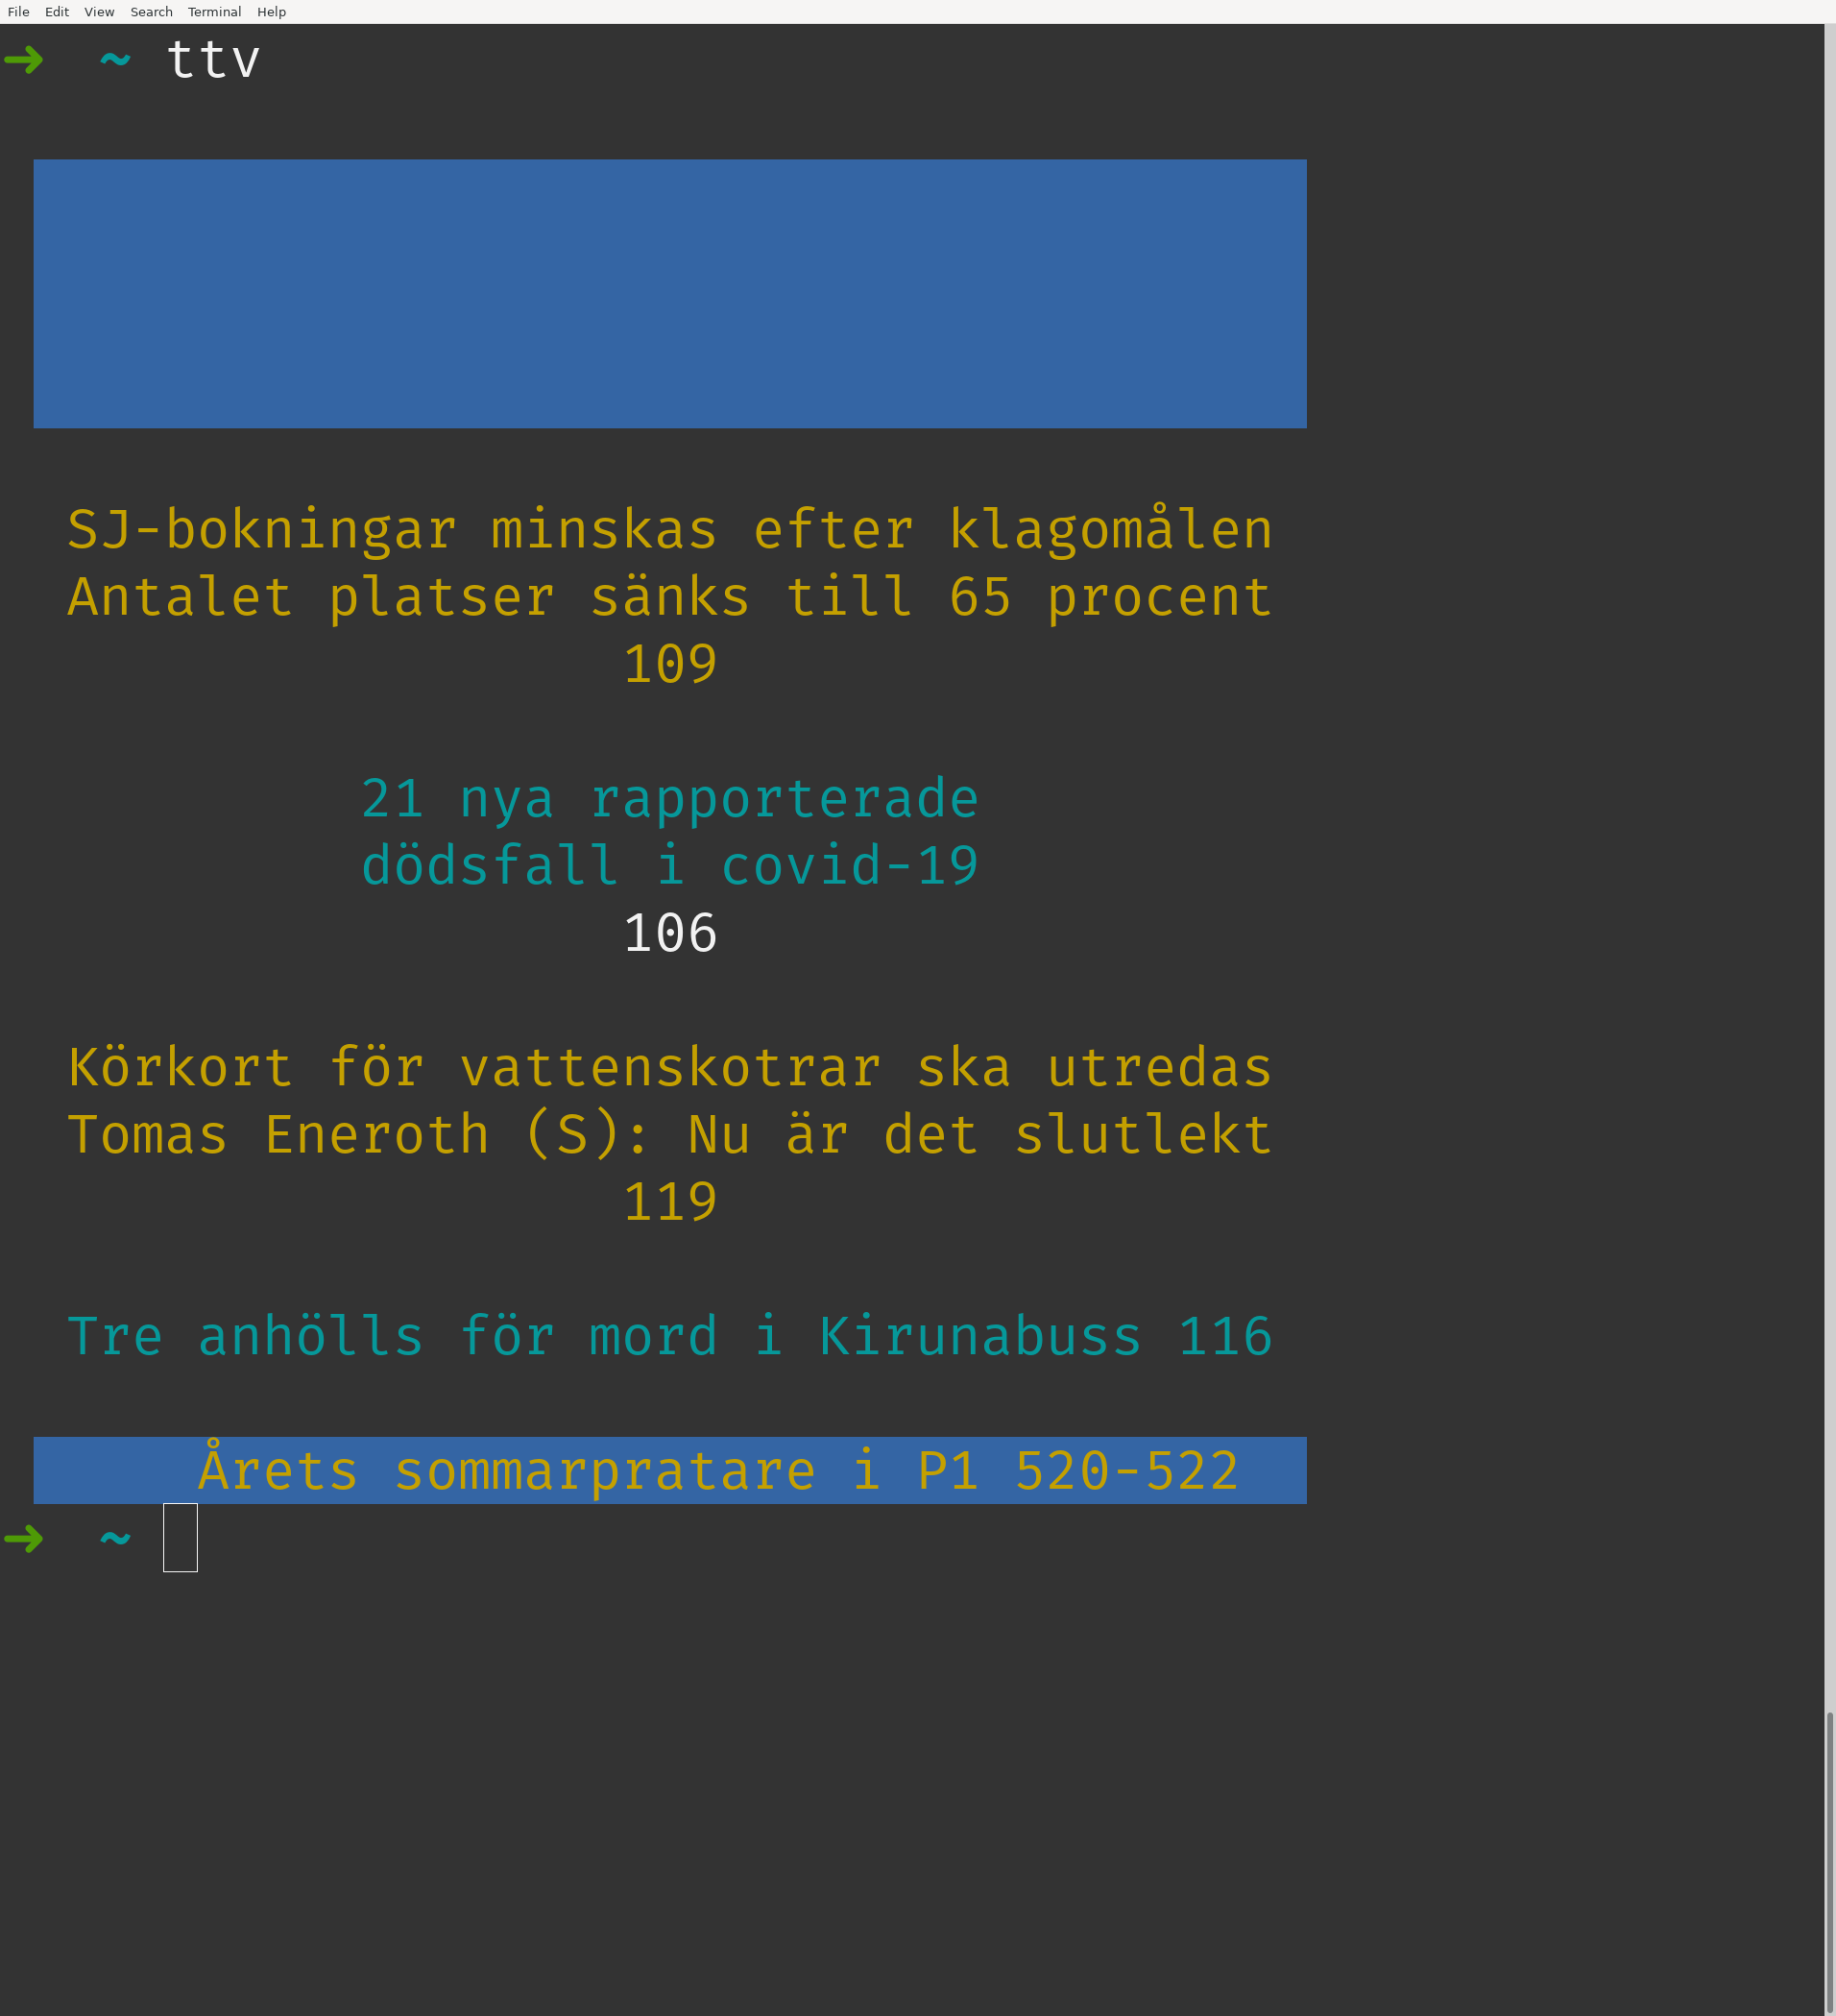 File Edit View Search Terminal Help
➜ ~ ttv
SJ-bokningar minskas efter klagomålen
Antalet platser sänks till 65 procent
109
21 nya rapporterade
dödsfall i covid-19
106
Körkort för vattenskotrar ska utredas
Tomas Eneroth (S): Nu är det slutlekt
119
Tre anhölls för mord i Kirunabuss 116
Årets sommarpratare i P1 520-522
➜ ~